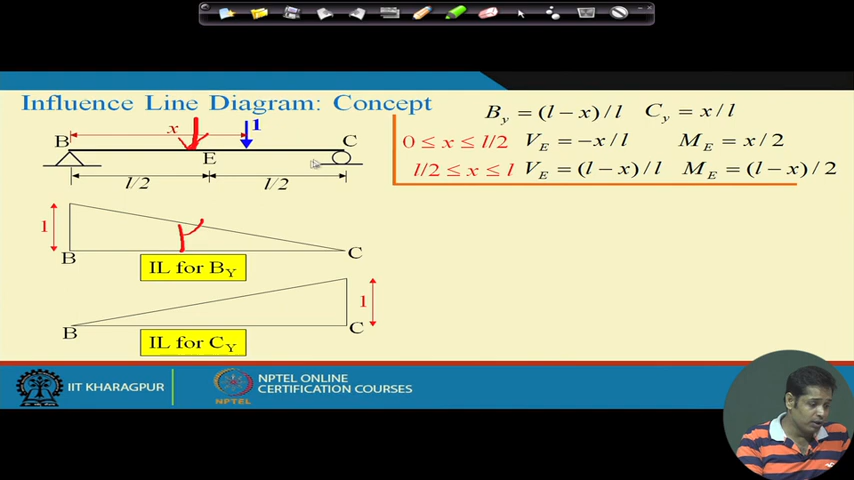 Influence Line Diagram: Concept
B_y = (l − x)/l C_y = x/l
0 ≤ x ≤ l/2 V_E = −x/l M_E = x/2
l/2 ≤ x ≤ l V_E = (l − x)/l M_E = (l − x)/2
x 1
B E C
l/2 l/2
1
B C
IL for B_Y
1
B C
IL for C_Y
IIT KHARAGPUR
NPTEL
NPTEL ONLINE
CERTIFICATION COURSES